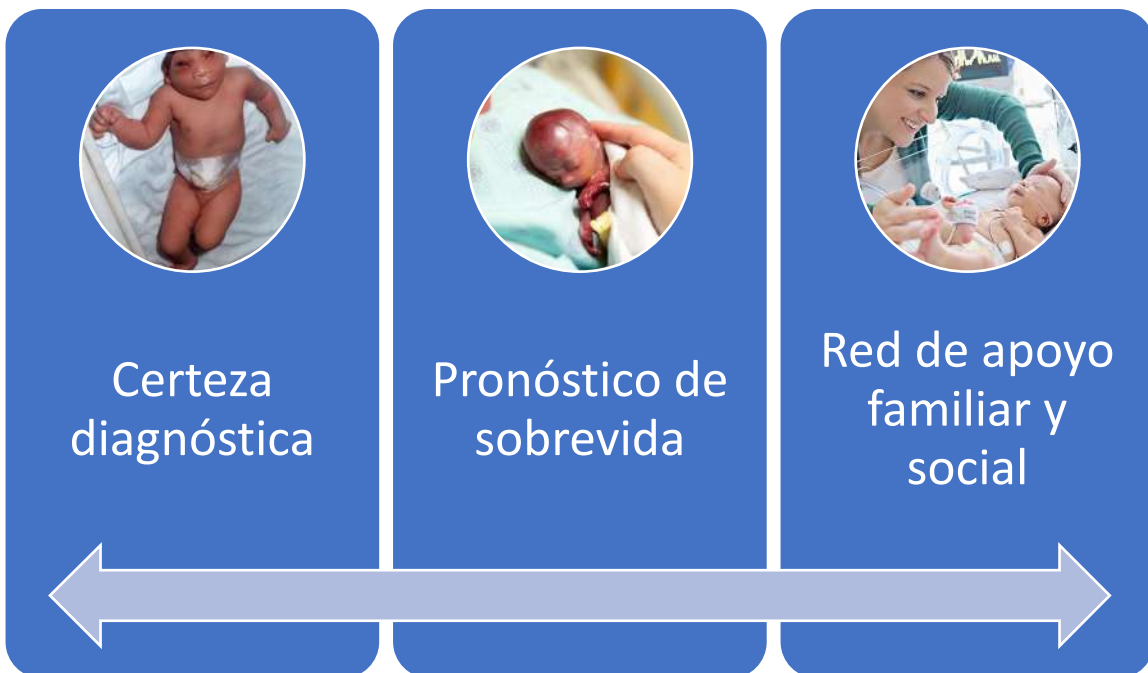 Certeza
diagnóstica
Pronóstico de
sobrevida
Red de apoyo
familiar y
social